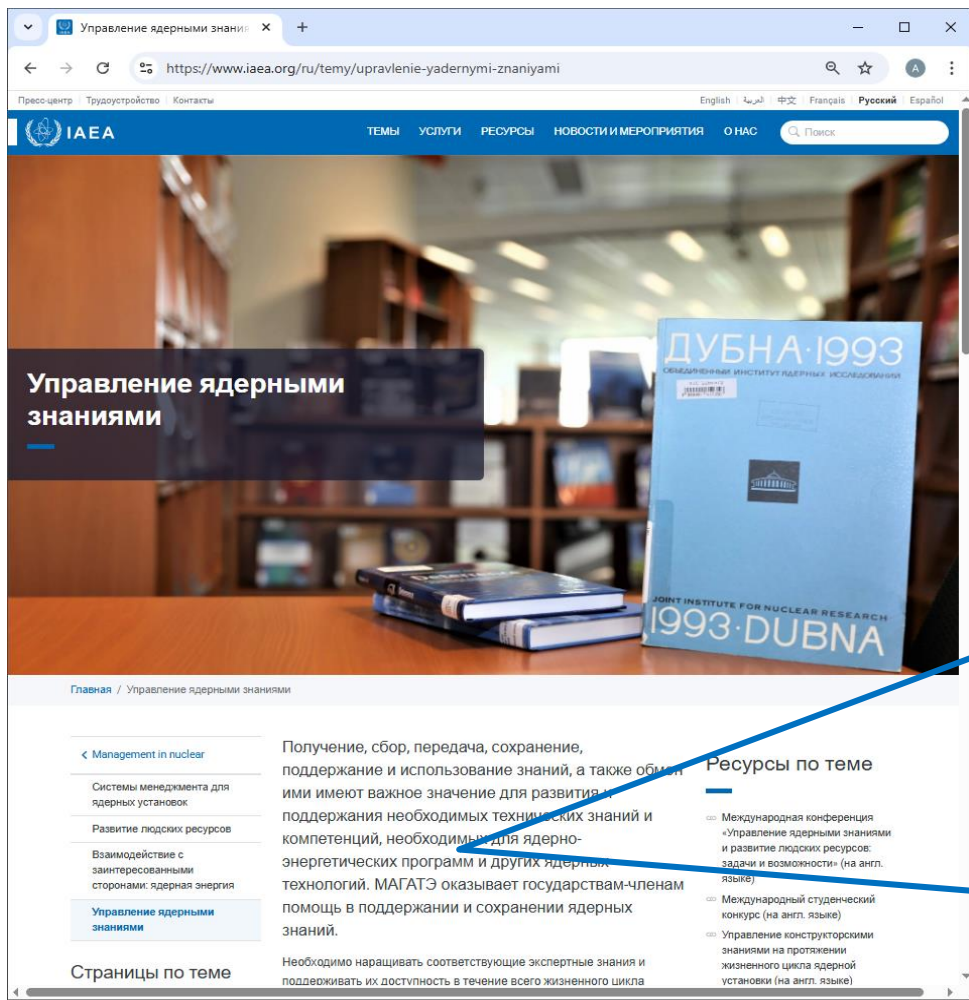 Управление ядерными знания
https://www.iaea.org/ru/temy/upravlenie-yadernymi-znaniyami
A
Пресс-центр Трудоустройство Контакты
English العربية 中文 Français Русский Español
IAEA
ТЕМЫ УСЛУГИ РЕСУРСЫ НОВОСТИ И МЕРОПРИЯТИЯ О НАС Поиск
Управление ядерными
знаниями
ДУБНА·1993
ОБЪЕДИНЕННЫЙ ИНСТИТУТ ЯДЕРНЫХ ИССЛЕДОВАНИЙ
JOINT INSTITUTE FOR NUCLEAR RESEARCH
1993·DUBNA
Главная / Управление ядерными знаниями
Management in nuclear
Системы менеджмента для
ядерных установок
Развитие людских ресурсов
Взаимодействие с
заинтересованными
сторонами: ядерная энергия
Управление ядерными
знаниями
Страницы по теме
Получение, сбор, передача, сохранение,
поддержание и использование знаний, а также обмен
ими имеют важное значение для развития и
поддержания необходимых технических знаний и
компетенций, необходимых для ядерно-
энергетических программ и других ядерных
технологий. МАГАТЭ оказывает государствам-членам
помощь в поддержании и сохранении ядерных
знаний.
Необходимо наращивать соответствующие экспертные знания и
поддерживать их доступность в течение всего жизненного цикла
Ресурсы по теме
Международная конференция
«Управление ядерными знаниями
и развитие людских ресурсов:
задачи и возможности» (на англ.
языке)
Международный студенческий
конкурс (на англ. языке)
Управление конструкторскими
знаниями на протяжении
жизненного цикла ядерной
установки (на англ. языке)